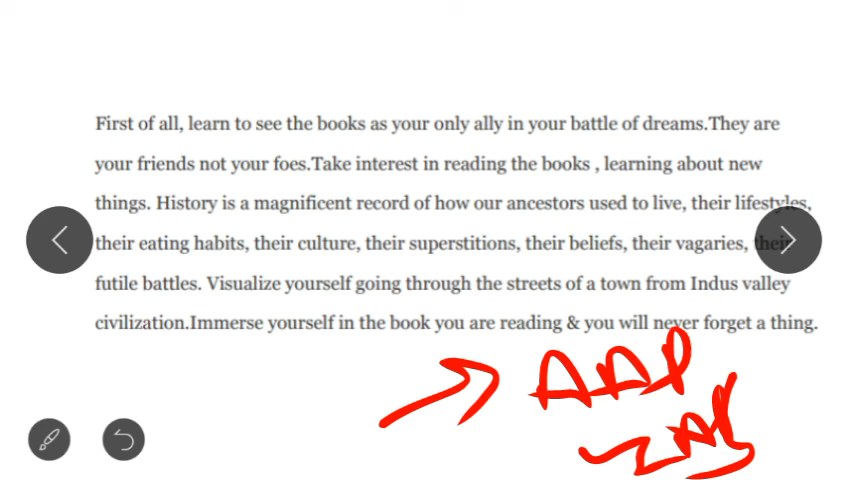 First of all, learn to see the books as your only ally in your battle of dreams.They are
your friends not your foes.Take interest in reading the books , learning about new
things. History is a magnificent record of how our ancestors used to live, their lifestyles,
their eating habits, their culture, their superstitions, their beliefs, their vagaries, their
futile battles. Visualize yourself going through the streets of a town from Indus valley
civilization.Immerse yourself in the book you are reading & you will never forget a thing.
AAP